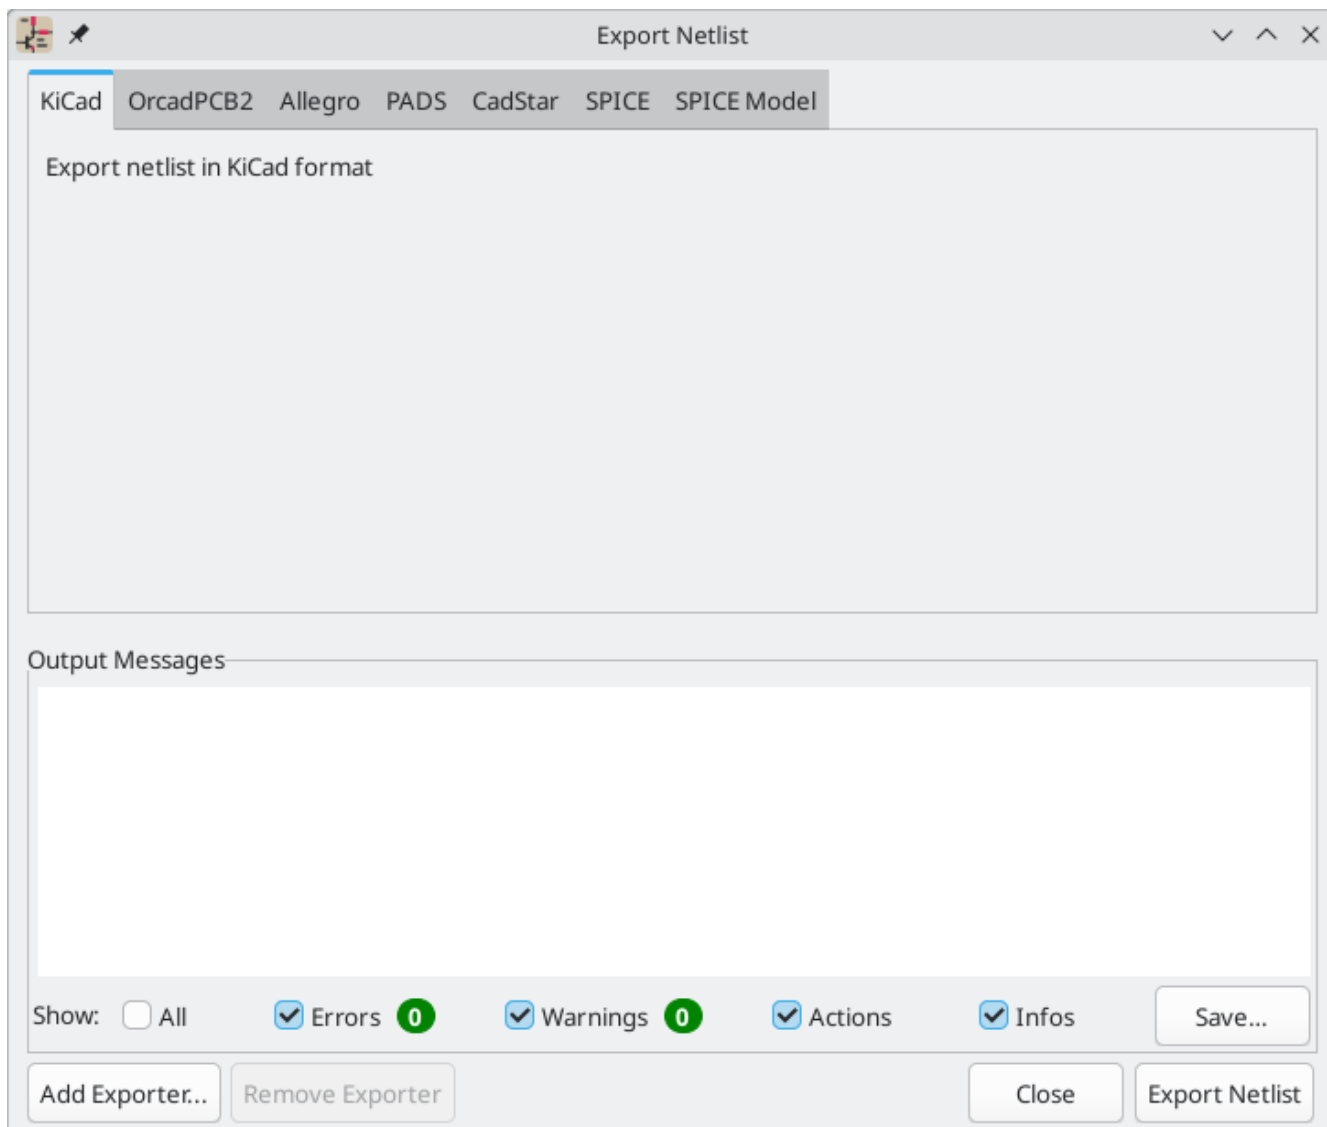 Export Netlist
KiCad OrcadPCB2 Allegro PADS CadStar SPICE SPICE Model
Export netlist in KiCad format
Output Messages
Show: All Errors 0 Warnings 0 Actions Infos Save...
Add Exporter... Remove Exporter Close Export Netlist